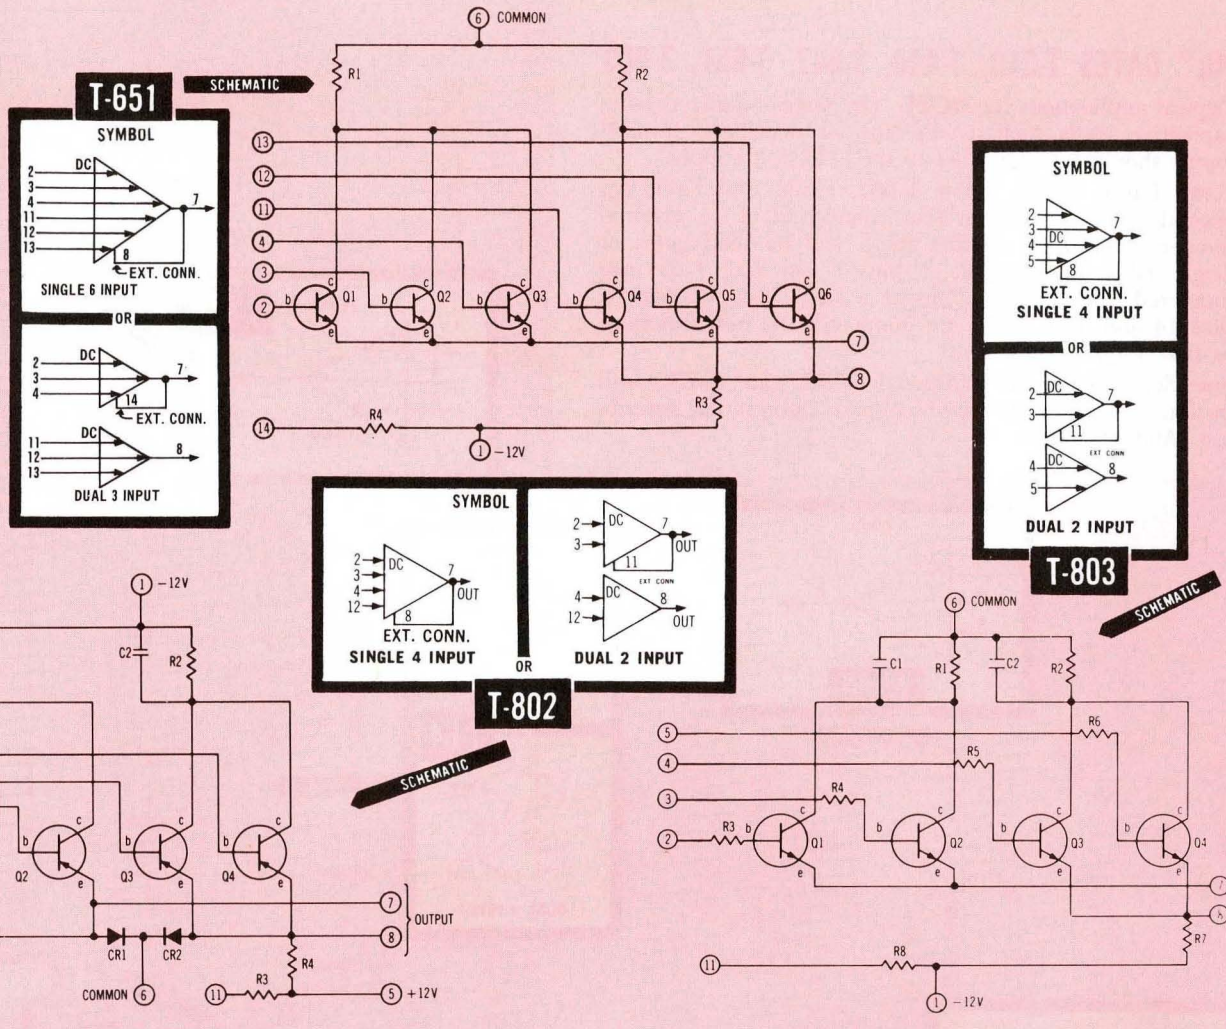 6 COMMON
R1
R2
T-651
SCHEMATIC
SYMBOL
DC
2
3
4
11
12
13
7
8
EXT. CONN.
SINGLE 6 INPUT
OR
DC
2
3
4
7
14
EXT. CONN.
DC
11
12
13
8
DUAL 3 INPUT
13
12
11
4
3
2
b c e Q1
b c e Q2
b c e Q3
b c e Q4
b c e Q5
b c e Q6
7
8
R3
14
R4
1 -12V
SYMBOL
2
3
DC
4
5
7
8
EXT. CONN.
SINGLE 4 INPUT
OR
DC
2
3
7
11
EXT CONN
DC
4
5
8
DUAL 2 INPUT
T-803
SCHEMATIC
SYMBOL
DC
2
3
4
12
7
OUT
8
EXT. CONN.
SINGLE 4 INPUT
OR
DC
2
3
7
OUT
11
EXT CONN
DC
4
12
8
OUT
DUAL 2 INPUT
T-802
SCHEMATIC
1 -12V
C2
R2
b c e Q2
b c e Q3
b c e Q4
7
8
OUTPUT
CR1
CR2
R4
COMMON 6
11
R3
5 +12V
6 COMMON
C1
R1
C2
R2
5
R6
4
R5
3
R4
2
R3
b c e Q1
b c e Q2
b c e Q3
b c e Q4
7
8
R7
11
R8
1 -12V